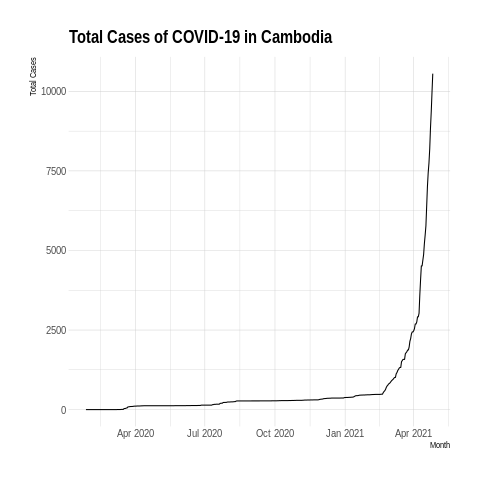 Total Cases of COVID-19 in Cambodia
Total Cases
10000
7500
5000
2500
0
Apr 2020 Jul 2020 Oct 2020 Jan 2021 Apr 2021
Month